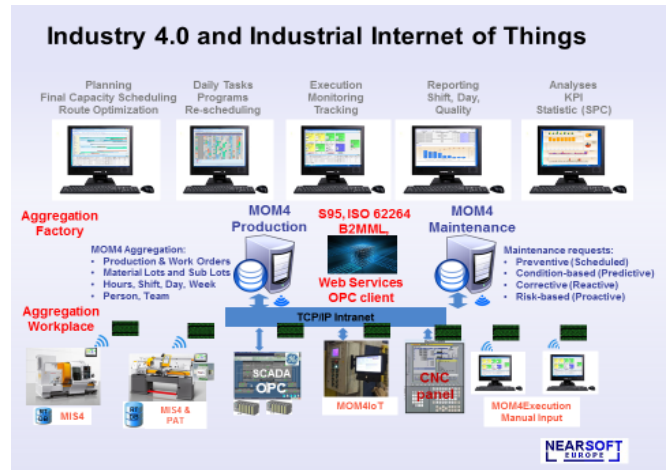 Industry 4.0 and Industrial Internet of Things
Planning
Final Capacity Scheduling
Route Optimization
Daily Tasks
Programs
Re-scheduling
Execution
Monitoring
Tracking
Reporting
Shift, Day,
Quality
Analyses
KPI
Statistic (SPC)
Aggregation
Factory
MOM4
Production
S95, ISO 62264
B2MML,
MOM4
Maintenance
MOM4 Aggregation:
• Production & Work Orders
• Material Lots and Sub Lots
• Hours, Shift, Day, Week
• Person, Team
Web Services
OPC client
Maintenance requests:
• Preventive (Scheduled)
• Condition-based (Predictive)
• Corrective (Reactive)
• Risk-based (Proactive)
Aggregation
Workplace
TCP/IP Intranet
SCADA
OPC
CNC
panel
MIS4
MIS4 &
PAT
MOM4IoT
MOM4Execution
Manual Input
NEARSOFT
EUROPE